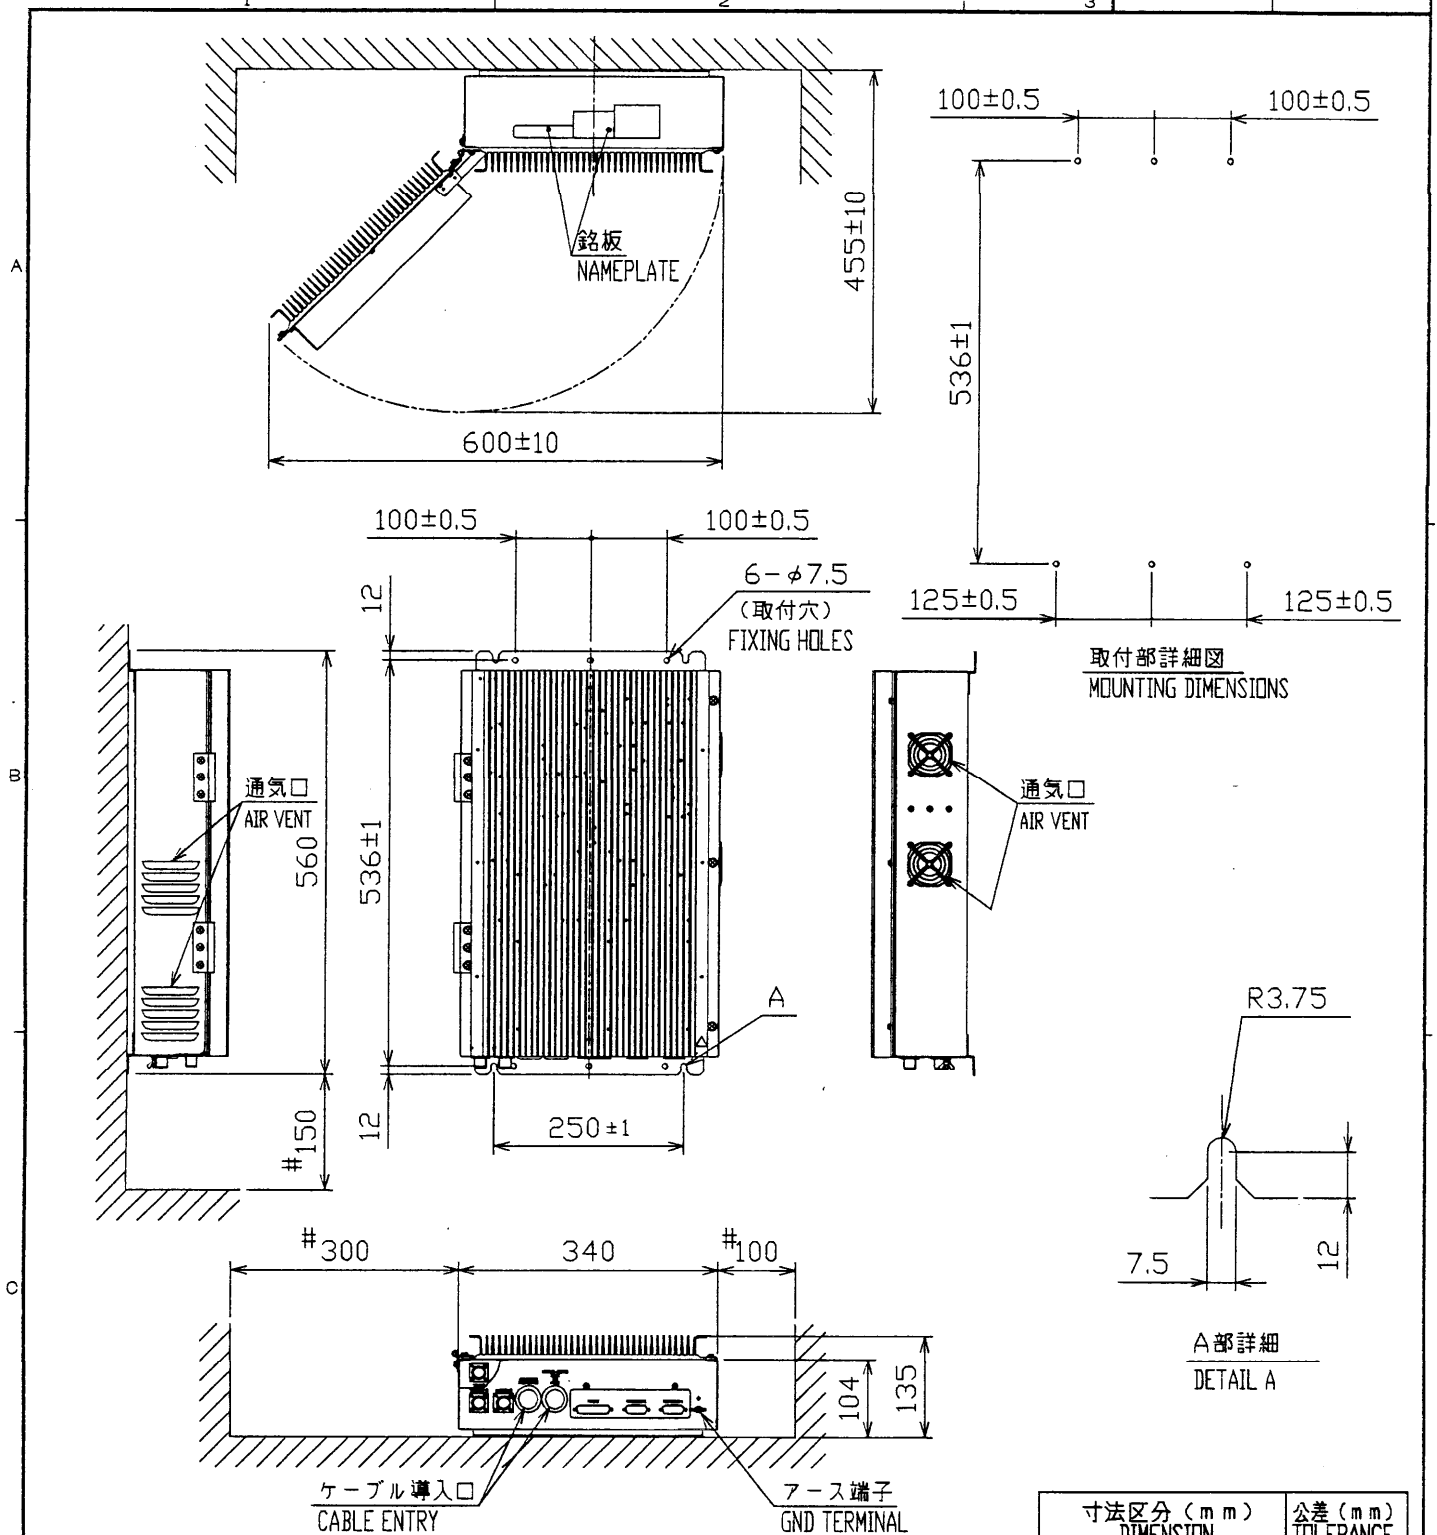 1 2 3
A
B
C
銘板
NAMEPLATE
455±10
600±10
100±0.5
100±0.5
536±1
125±0.5
125±0.5
取付部詳細図
MOUNTING DIMENSIONS
100±0.5
100±0.5
6-φ7.5
(取付穴)
FIXING HOLES
12
536±1
12
250±1
A
通気口
AIR VENT
560
#150
通気口
AIR VENT
R3.75
7.5
12
A部詳細
DETAIL A
#300
340
#100
104
135
ケーブル導入口
CABLE ENTRY
アース端子
GND TERMINAL
寸法区分(mm)
DIMENSION
公差(mm)
TOLERANCE